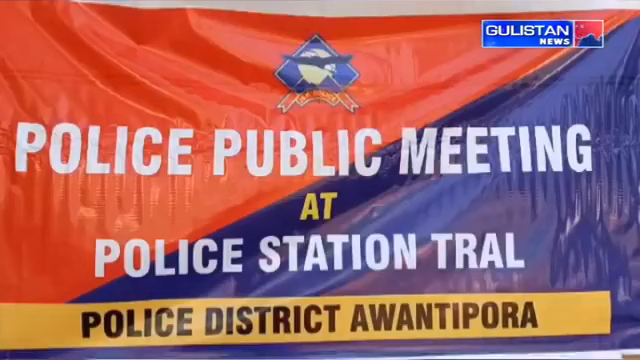 GULISTAN
NEWS
POLICE PUBLIC MEETING
AT
POLICE STATION TRAL
POLICE DISTRICT AWANTIPORA